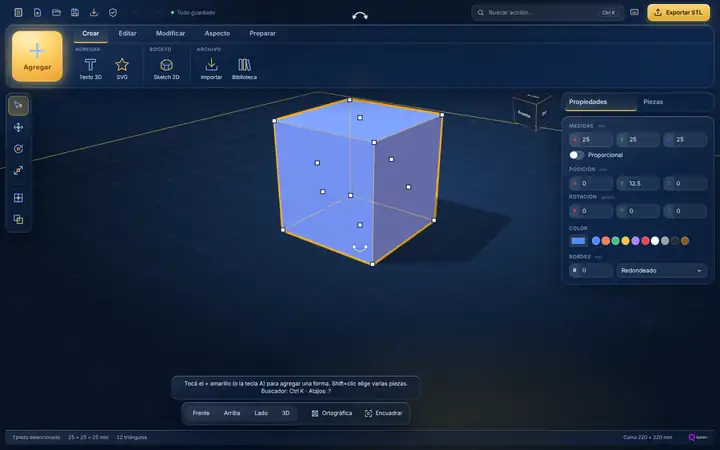 Todo guardado
Buscar acción...
Ctrl K
Exportar STL
Agregar
Crear
Editar
Modificar
Aspecto
Preparar
AGREGAR
BOCETO
ARCHIVO
Texto 3D
SVG
Sketch 2D
Importar
Biblioteca
Propiedades
Piezas
MEDIDAS mm
X 25
Y 25
Z 25
Proporcional
POSICIÓN mm
X 0
Y 12,5
Z 0
ROTACIÓN grados
X 0
Y 0
Z 0
COLOR
BORDES mm
R 0
Redondeado
Tocá el + amarillo (o la tecla A) para agregar una forma. Shift+clic elige varias piezas.
Buscador: Ctrl K · Atajos: ?
Frente
Arriba
Lado
3D
Ortográfica
Encuadrar
1 pieza seleccionada
25 × 25 × 25 mm
12 triángulos
Cama 220 × 220 mm